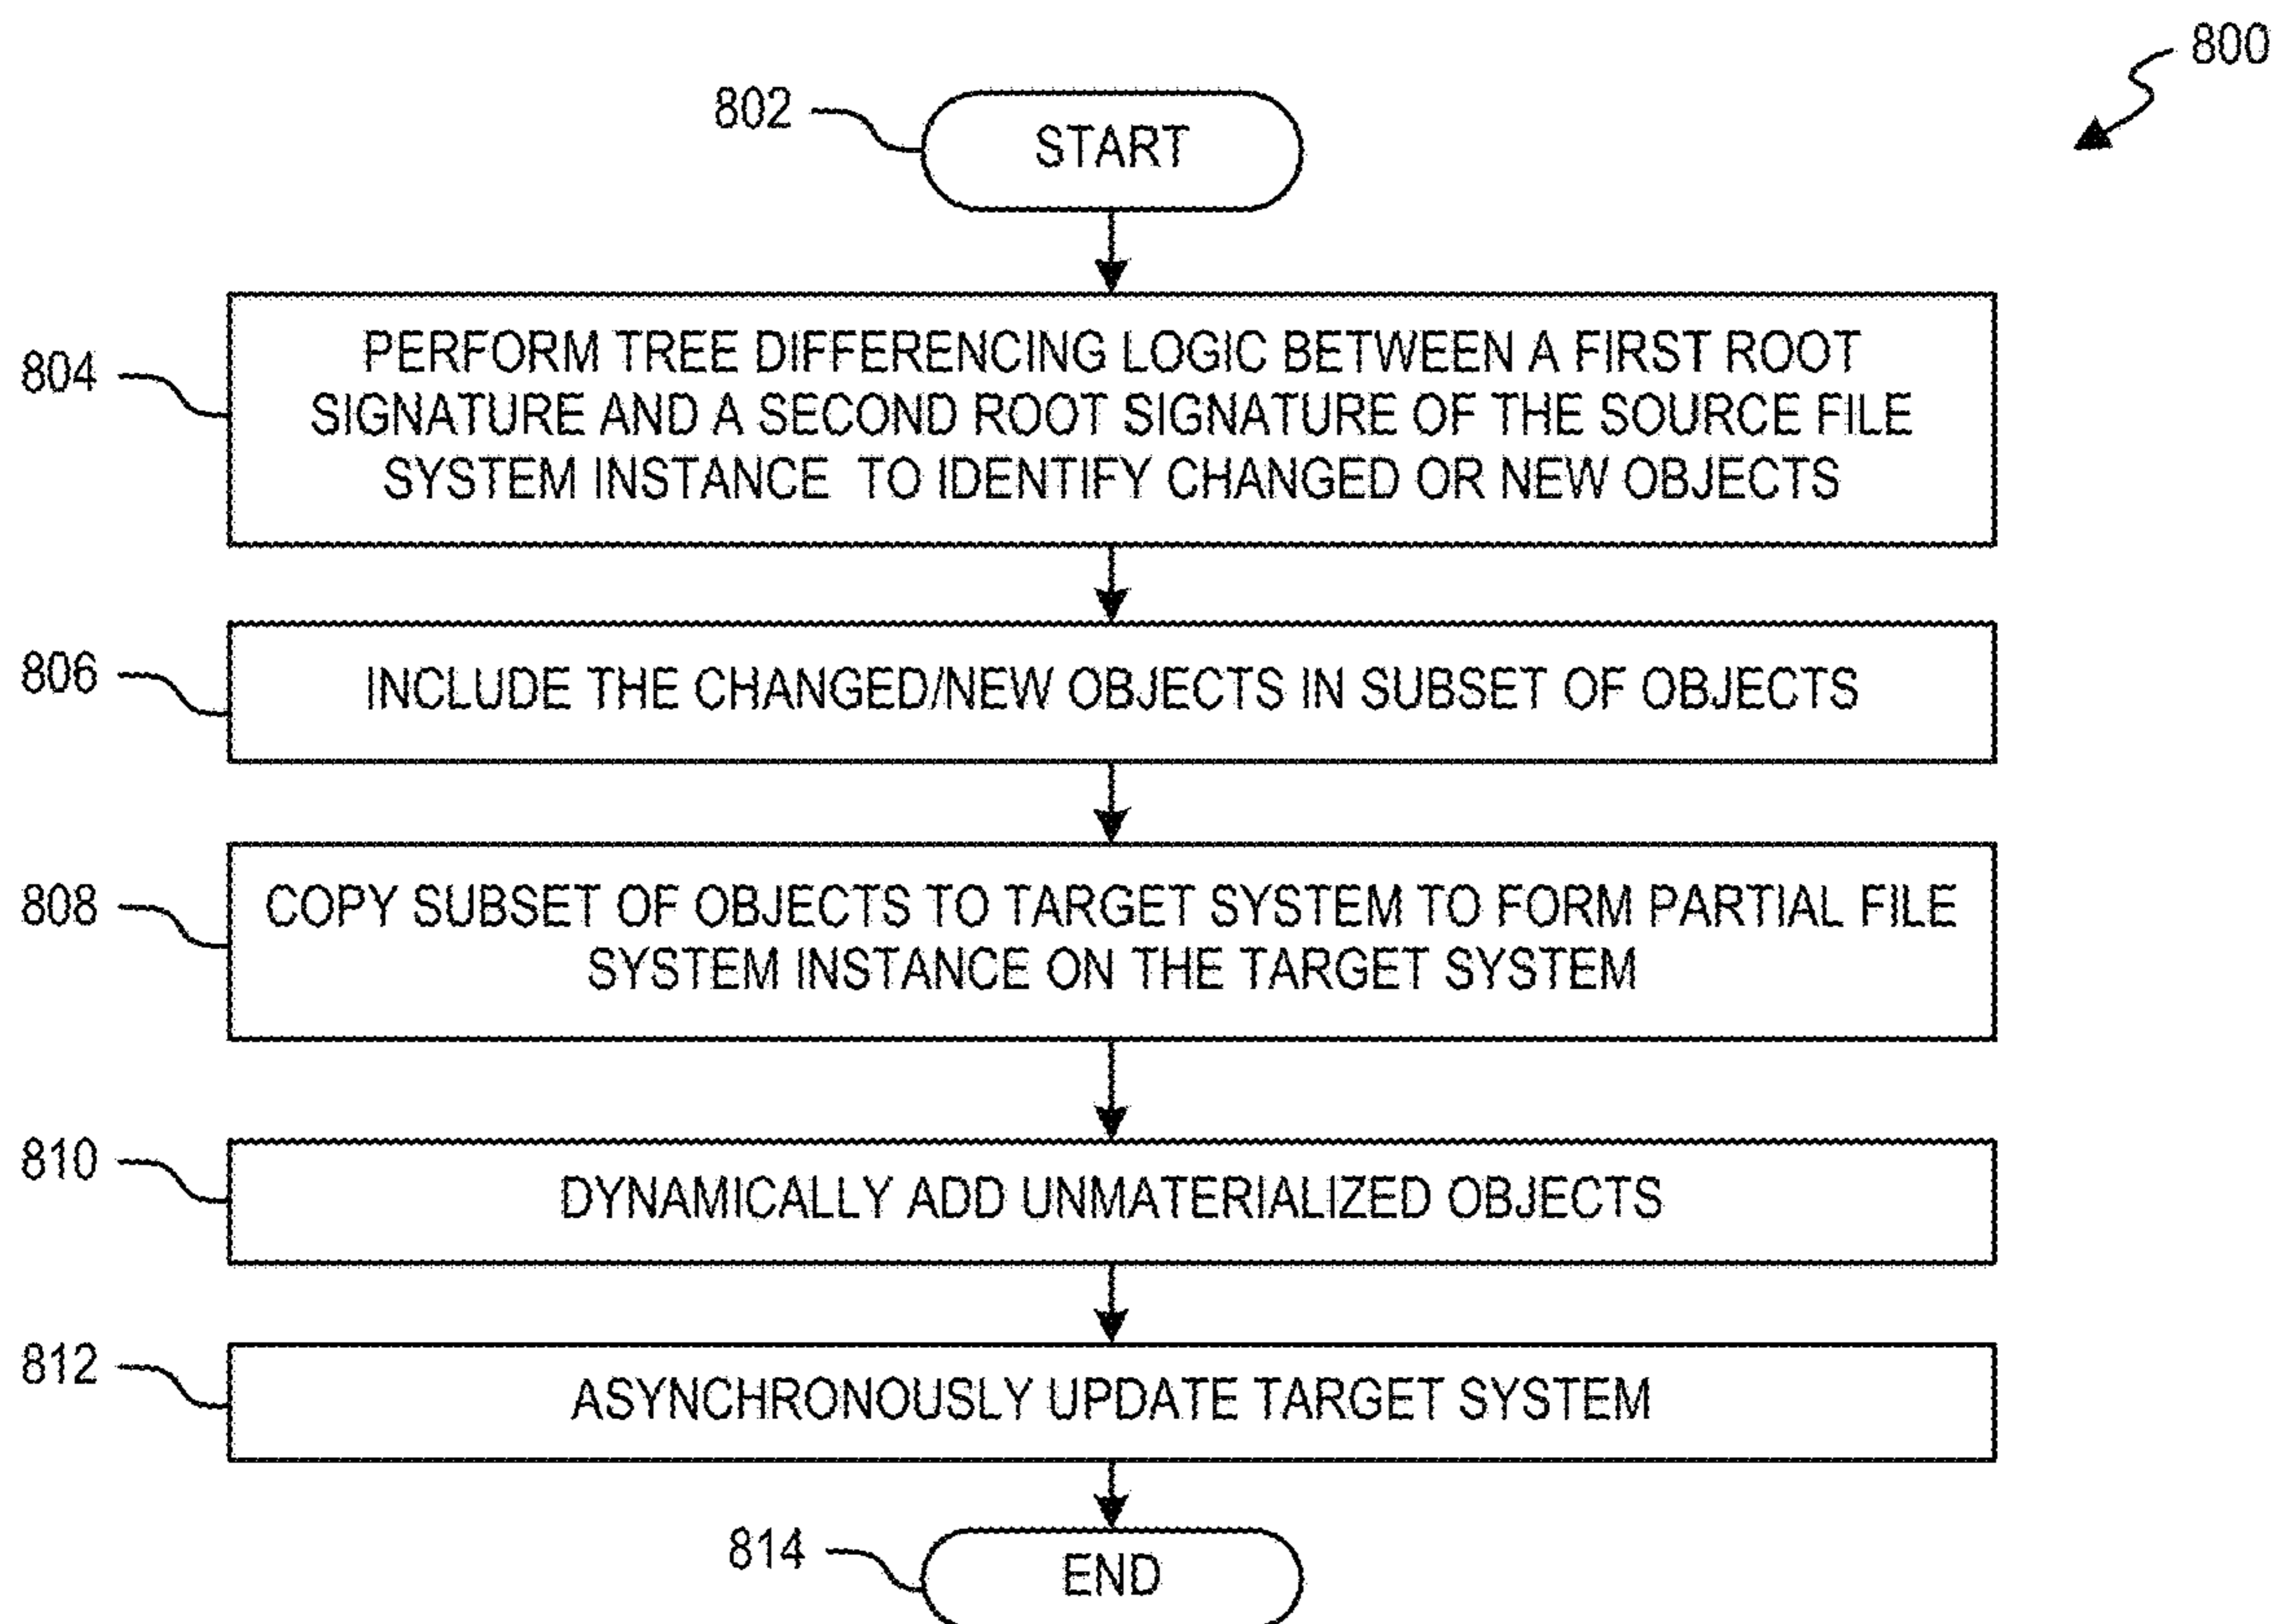 800
802
START
804
PERFORM TREE DIFFERENCING LOGIC BETWEEN A FIRST ROOT
SIGNATURE AND A SECOND ROOT SIGNATURE OF THE SOURCE FILE
SYSTEM INSTANCE TO IDENTIFY CHANGED OR NEW OBJECTS
806
INCLUDE THE CHANGED/NEW OBJECTS IN SUBSET OF OBJECTS
808
COPY SUBSET OF OBJECTS TO TARGET SYSTEM TO FORM PARTIAL FILE
SYSTEM INSTANCE ON THE TARGET SYSTEM
810
DYNAMICALLY ADD UNMATERIALIZED OBJECTS
812
ASYNCHRONOUSLY UPDATE TARGET SYSTEM
814
END